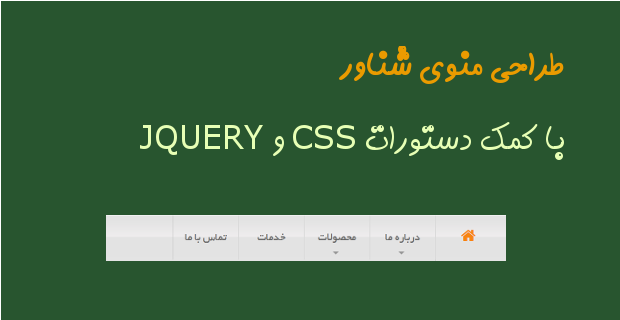 طراحی منوی شناور
با کمک دستورات CSS و JQUERY
درباره ما محصولات خدمات تماس با ما